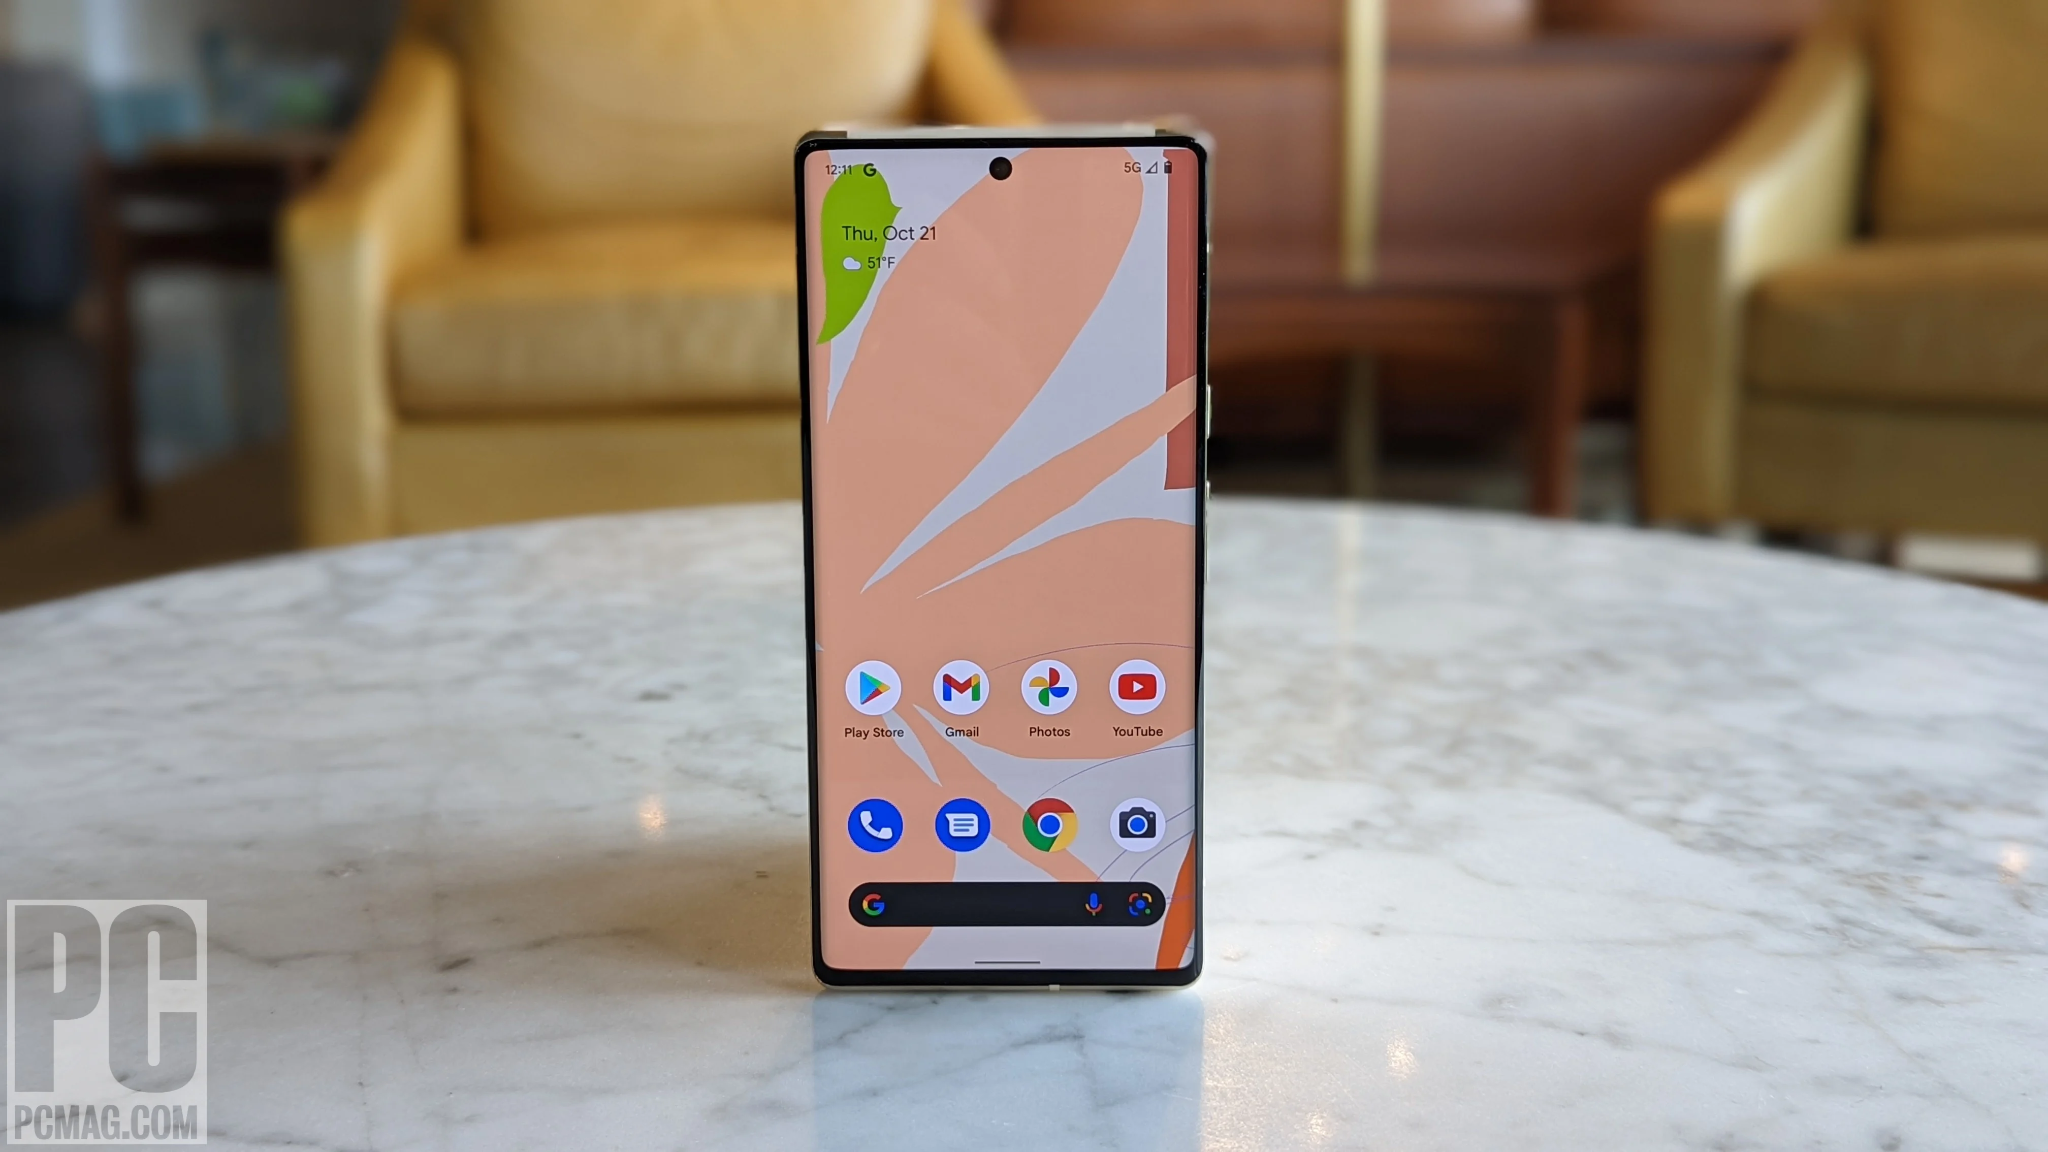 12:11 G
5G
Thu, Oct 21
51°F
Play Store
Gmail
Photos
YouTube
G
PC
PCMAG.COM